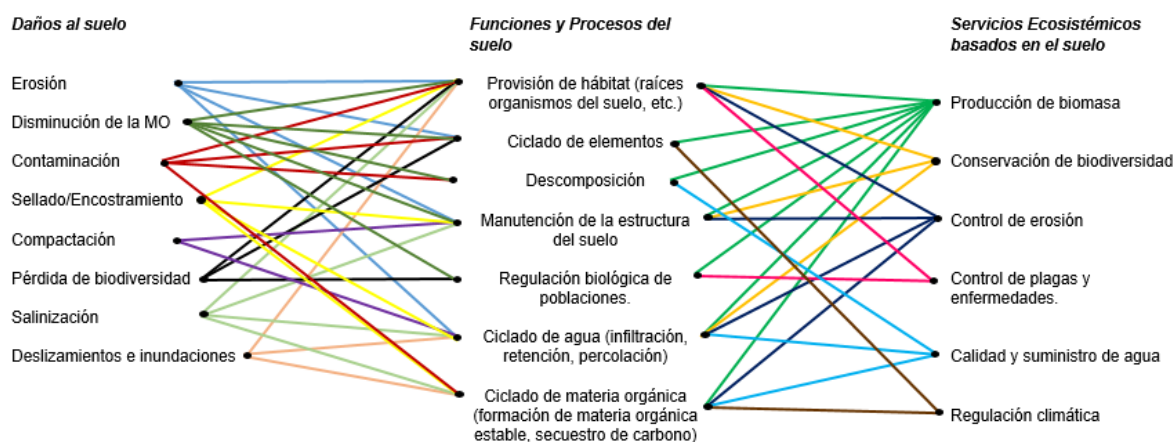 Daños al suelo
Funciones y Procesos del
suelo
Servicios Ecosistémicos
basados en el suelo
Erosión
Disminución de la MO
Contaminación
Sellado/Encostramiento
Compactación
Pérdida de biodiversidad
Salinización
Deslizamientos e inundaciones
Provisión de hábitat (raíces
organismos del suelo, etc.)
Ciclado de elementos
Descomposición
Manutención de la estructura
del suelo
Regulación biológica de
poblaciones.
Ciclado de agua (infiltración,
retención, percolación)
Ciclado de materia orgánica
(formación de materia orgánica
estable, secuestro de carbono)
Producción de biomasa
Conservación de biodiversidad
Control de erosión
Control de plagas y
enfermedades.
Calidad y suministro de agua
Regulación climática